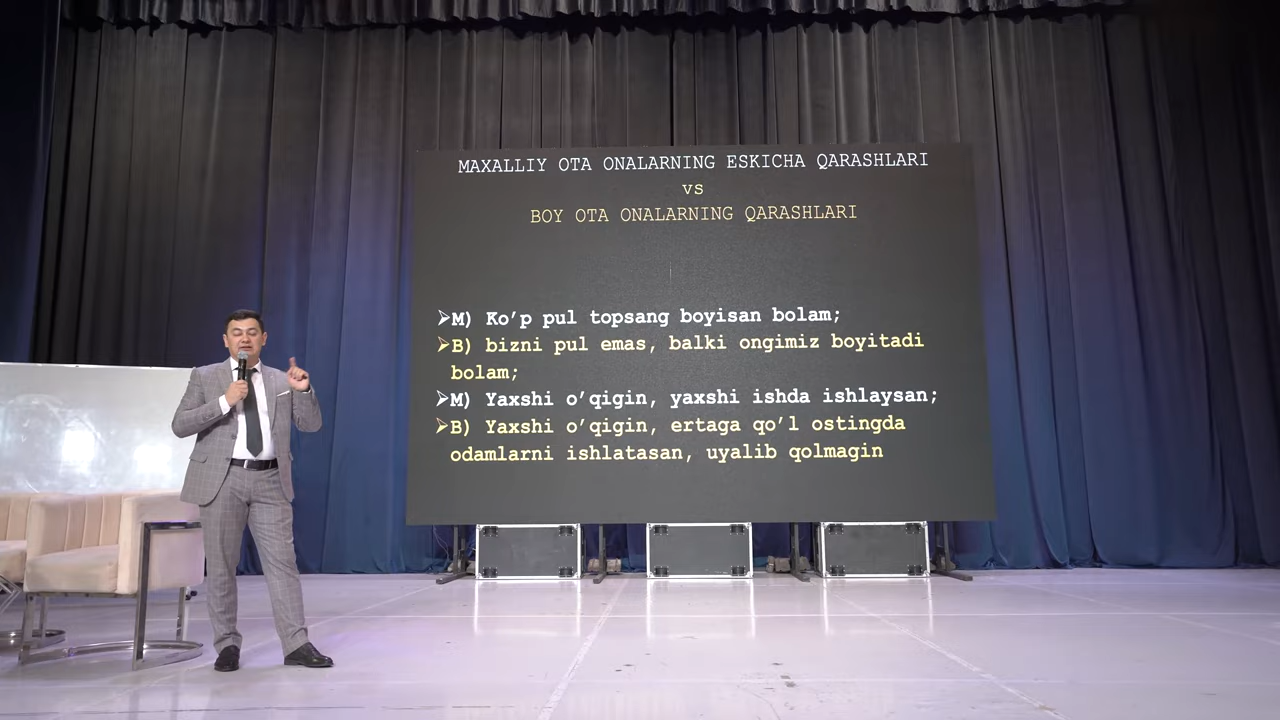 MAXALLIY OTA ONALARNING ESKICHA QARASHLARI
VS
BOY OTA ONALARNING QARASHLARI
➢M) Ko’p pul topsang boyisan bolam;
➢B) bizni pul emas, balki ongimiz boyitadi
bolam;
➢M) Yaxshi o’qigin, yaxshi ishda ishlaysan;
➢B) Yaxshi o’qigin, ertaga qo’l ostingda
odamlarni ishlatasan, uyalib qolmagin